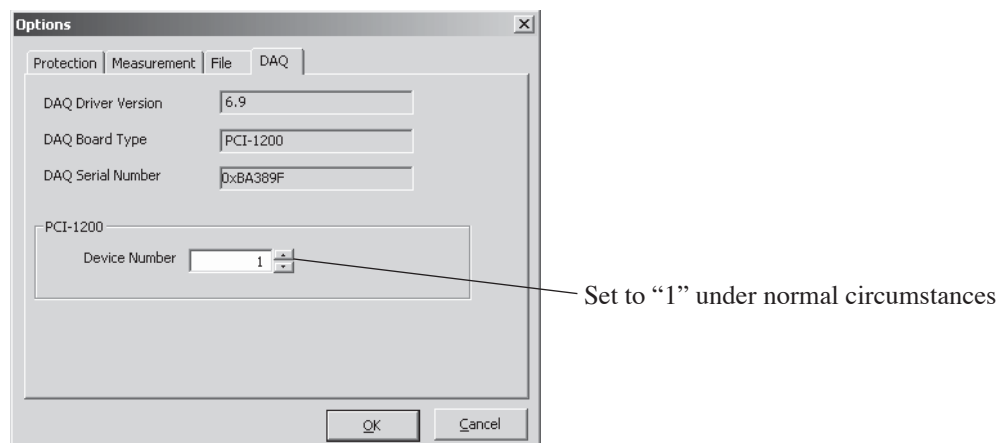 Options
Protection Measurement File DAQ
DAQ Driver Version 6.9
DAQ Board Type PCI-1200
DAQ Serial Number 0xBA389F
PCI-1200
Device Number 1
Set to “1” under normal circumstances
OK Cancel